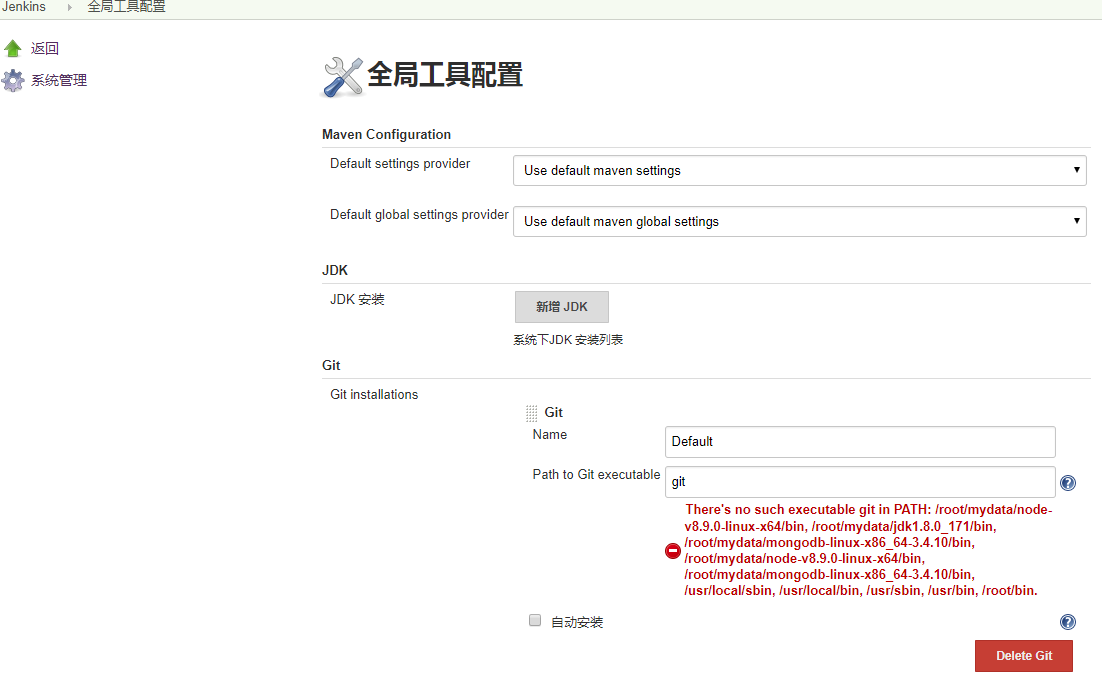 Jenkins 全局工具配置
返回
系统管理
全局工具配置
Maven Configuration
Default settings provider
Use default maven settings
Default global settings provider
Use default maven global settings
JDK
JDK 安装
新增 JDK
系统下JDK 安装列表
Git
Git installations
Git
Name
Default
Path to Git executable
git
There's no such executable git in PATH: /root/mydata/node-
v8.9.0-linux-x64/bin, /root/mydata/jdk1.8.0_171/bin,
/root/mydata/mongodb-linux-x86_64-3.4.10/bin,
/root/mydata/node-v8.9.0-linux-x64/bin,
/root/mydata/mongodb-linux-x86_64-3.4.10/bin,
/usr/local/sbin, /usr/local/bin, /usr/sbin, /usr/bin, /root/bin.
自动安装
Delete Git